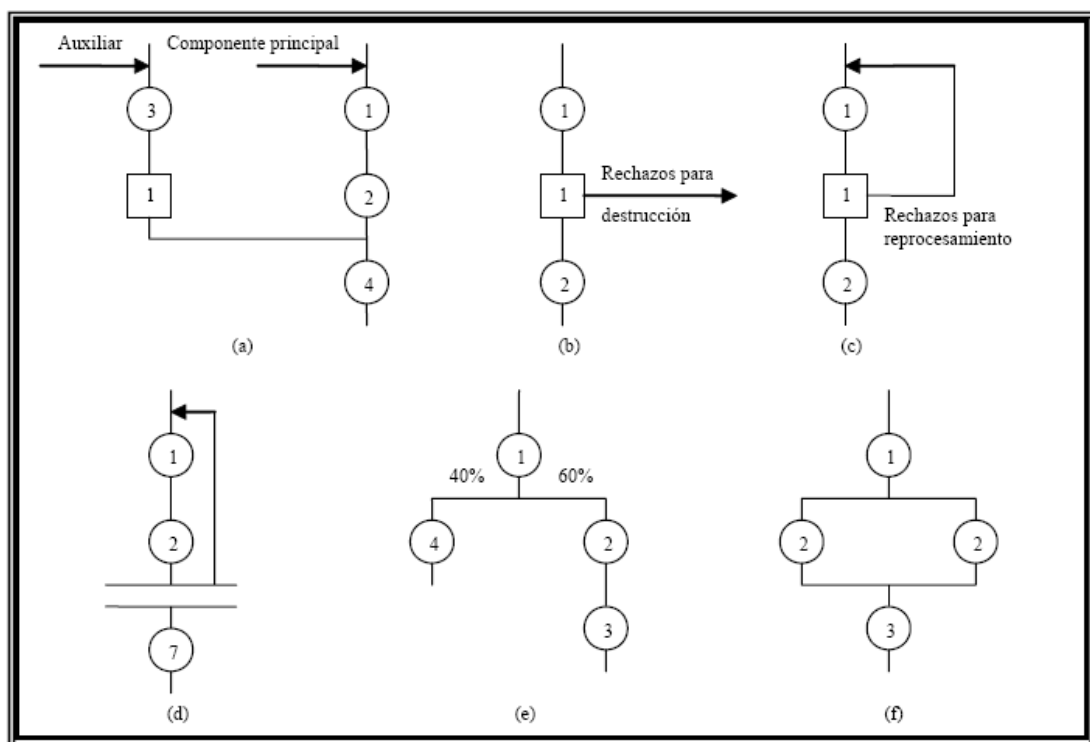 Auxiliar
Componente principal
3
1
1
2
4
(a)
1
1
Rechazos para
destrucción
2
(b)
1
1
Rechazos para
reprocesamiento
2
(c)
1
2
7
(d)
1
40%
60%
4
2
3
(e)
1
2
2
3
(f)